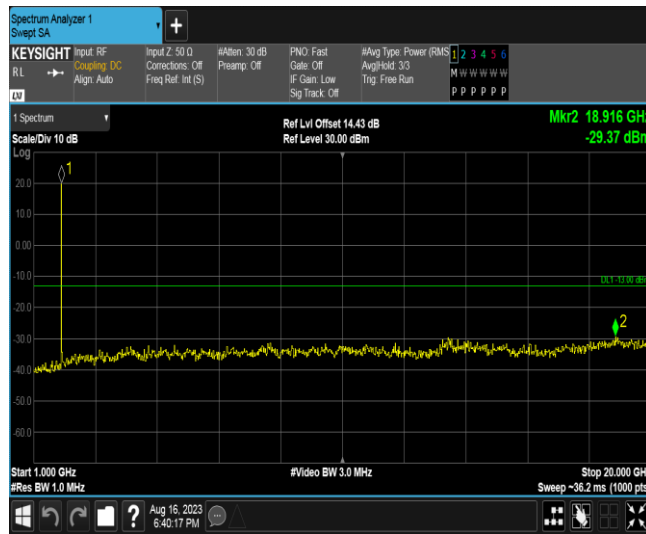 Spectrum Analyzer 1
Swept SA
+
KEYSIGHT Input: RF Input Z: 50 Ω #Atten: 30 dB PNO: Fast #Avg Type: Power (RMS 1 2 3 4 5 6
RL Coupling: DC Corrections: Off Preamp: Off Gate: Off Avg|Hold: 3/3 M W W W W W
Align: Auto Freq Ref: Int (S) IF Gain: Low Trig: Free Run
LXI Sig Track: Off P P P P P P
1 Spectrum Ref Lvl Offset 14.43 dB Mkr2 18.916 GHz
Scale/Div 10 dB Ref Level 30.00 dBm -29.37 dBm
Log
1
20.0
10.0
0.00
-10.0
DL1 -13.00 dBm
-20.0
2
-30.0
-40.0
-50.0
-60.0
Start 1.000 GHz #Video BW 3.0 MHz Stop 20.000 GH
#Res BW 1.0 MHz Sweep ~36.2 ms (1000 pts
? Aug 16, 2023
6:40:17 PM